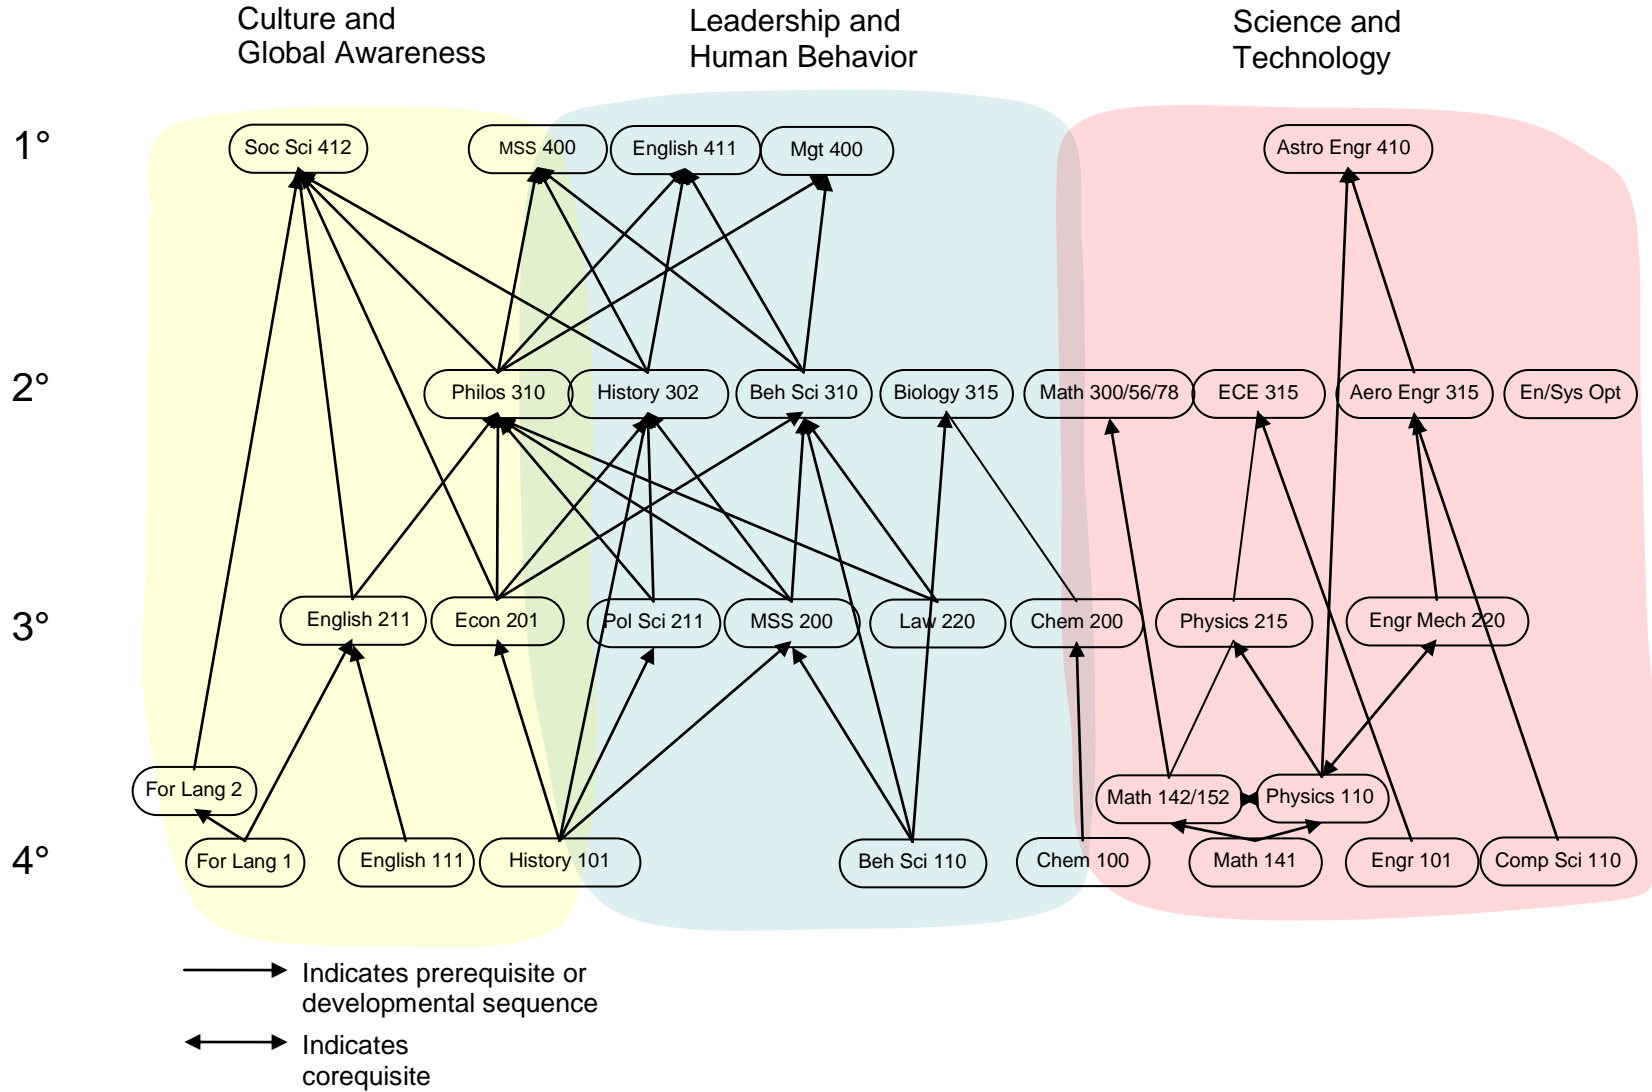 Culture and
Global Awareness
Leadership and
Human Behavior
Science and
Technology
1°
Soc Sci 412
MSS 400
English 411
Mgt 400
Astro Engr 410
2°
Philos 310
History 302
Beh Sci 310
Biology 315
Math 300/56/78
ECE 315
Aero Engr 315
En/Sys Opt
3°
English 211
Econ 201
Pol Sci 211
MSS 200
Law 220
Chem 200
Physics 215
Engr Mech 220
For Lang 2
Math 142/152
Physics 110
4°
For Lang 1
English 111
History 101
Beh Sci 110
Chem 100
Math 141
Engr 101
Comp Sci 110
Indicates prerequisite or
developmental sequence
Indicates
corequisite